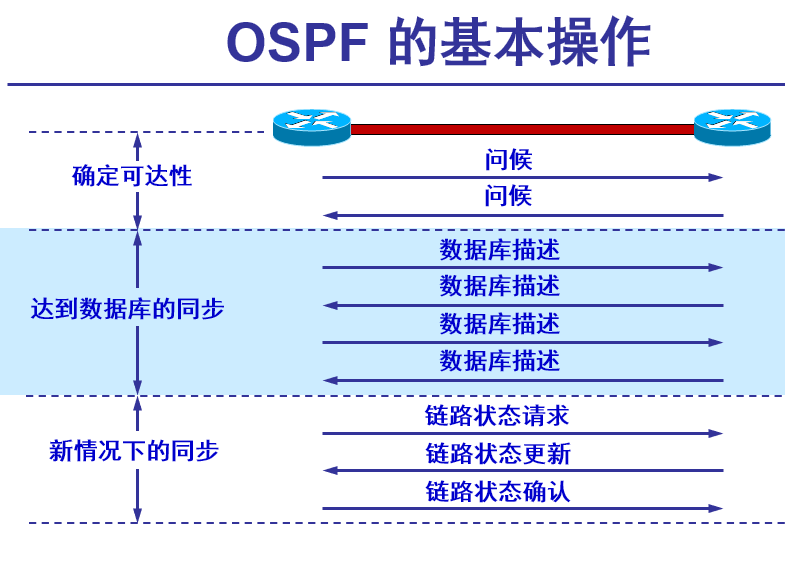 OSPF 的基本操作
确定可达性
问候
问候
达到数据库的同步
数据库描述
数据库描述
数据库描述
数据库描述
新情况下的同步
链路状态请求
链路状态更新
链路状态确认